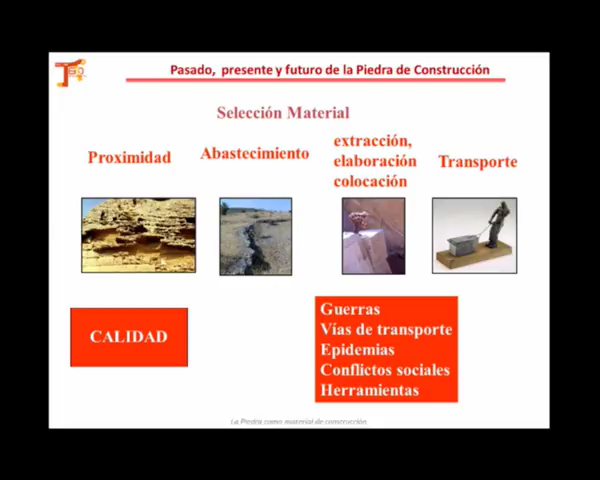 Pasado, presente y futuro de la Piedra de Construcción
Selección Material
Proximidad
Abastecimiento
extracción,
elaboración
colocación
Transporte
CALIDAD
Guerras
Vías de transporte
Epidemias
Conflictos sociales
Herramientas
La Piedra como material de construcción.